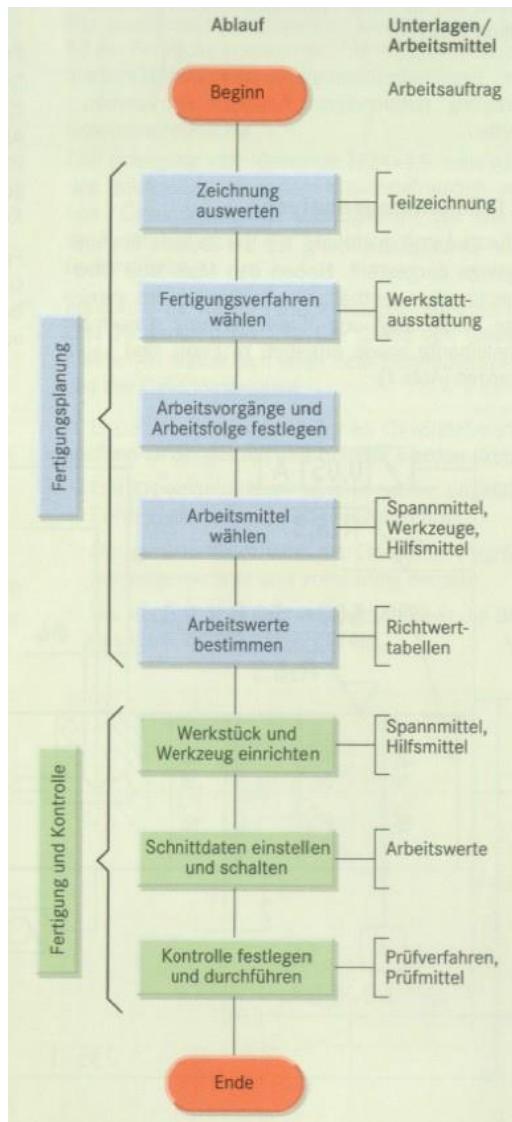 Ablauf
Unterlagen/
Arbeitsmittel
Beginn
Arbeitsauftrag
Fertigungsplanung
Zeichnung
auswerten
Teilzeichnung
Fertigungsverfahren
wählen
Werkstatt-
ausstattung
Arbeitsvorgänge und
Arbeitsfolge festlegen
Arbeitsmittel
wählen
Spannmittel,
Werkzeuge,
Hilfsmittel
Arbeitswerte
bestimmen
Richtwert-
tabellen
Fertigung und Kontrolle
Werkstück und
Werkzeug einrichten
Spannmittel,
Hilfsmittel
Schnittdaten einstellen
und schalten
Arbeitswerte
Kontrolle festlegen
und durchführen
Prüfverfahren,
Prüfmittel
Ende